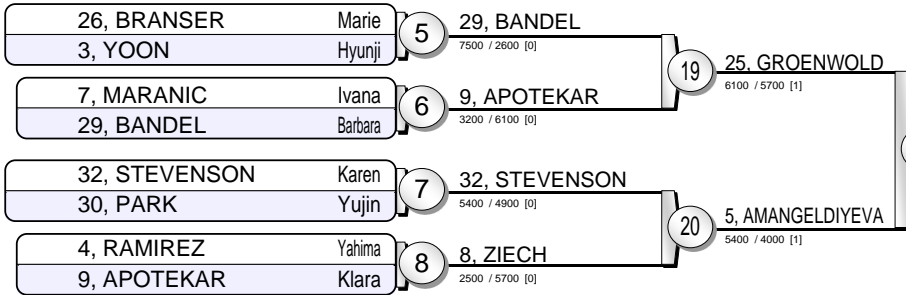 26, BRANSER Marie
3, YOON Hyunji
5
7, MARANIC Ivana
29, BANDEL Barbara
6
32, STEVENSON Karen
30, PARK Yujin
7
4, RAMIREZ Yahima
9, APOTEKAR Klara
8
29, BANDEL
7500 / 2600 [0]
9, APOTEKAR
3200 / 6100 [0]
19
32, STEVENSON
5400 / 4900 [0]
8, ZIECH
2500 / 5700 [0]
20
25, GROENWOLD
6100 / 5700 [1]
5, AMANGELDIYEVA
5400 / 4000 [1]